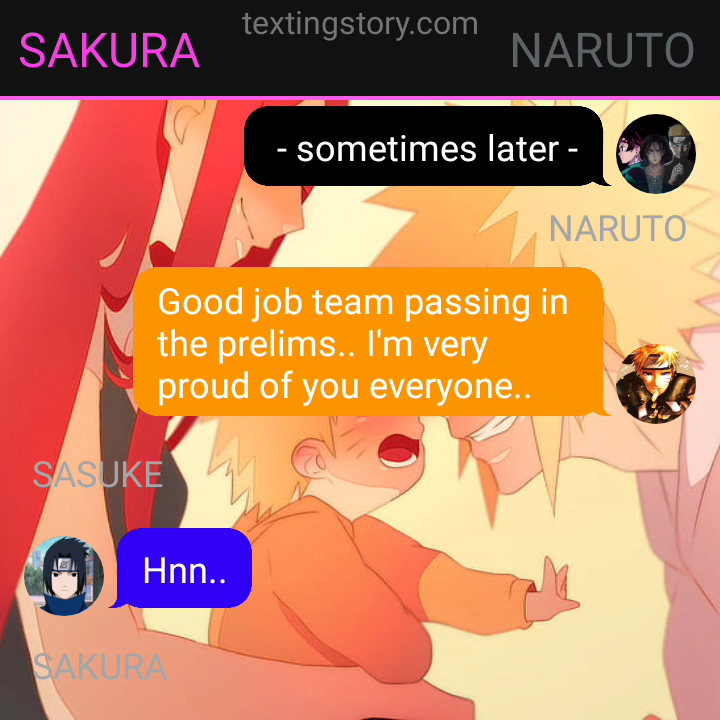 textingstory.com
SAKURA
NARUTO
- sometimes later -
NARUTO
Good job team passing in
the prelims.. I'm very
proud of you everyone..
SASUKE
Hnn..
SAKURA